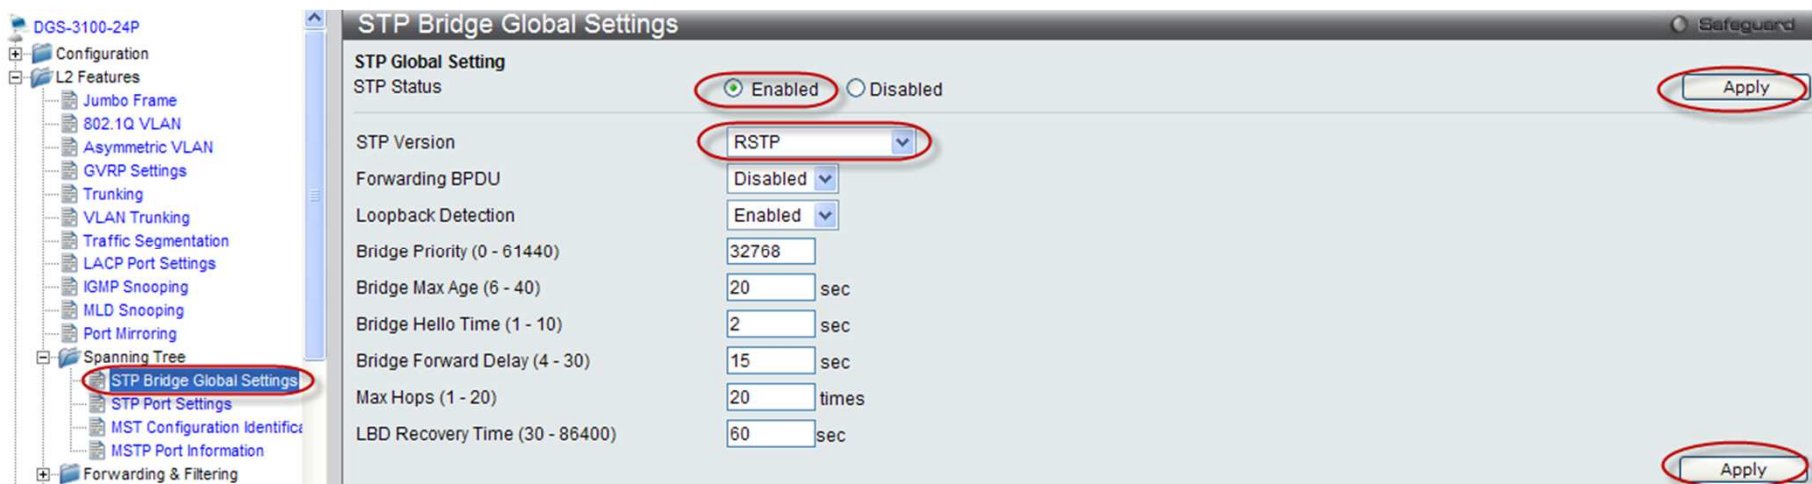 DGS-3100-24P
Configuration
L2 Features
Jumbo Frame
802.1Q VLAN
Asymmetric VLAN
GVRP Settings
Trunking
VLAN Trunking
Traffic Segmentation
LACP Port Settings
IGMP Snooping
MLD Snooping
Port Mirroring
Spanning Tree
STP Bridge Global Settings
STP Port Settings
MST Configuration Identifica
MSTP Port Information
Forwarding & Filtering
STP Bridge Global Settings Safeguard
STP Global Setting
STP Status Enabled Disabled Apply
STP Version RSTP
Forwarding BPDU Disabled
Loopback Detection Enabled
Bridge Priority (0 - 61440) 32768
Bridge Max Age (6 - 40) 20 sec
Bridge Hello Time (1 - 10) 2 sec
Bridge Forward Delay (4 - 30) 15 sec
Max Hops (1 - 20) 20 times
LBD Recovery Time (30 - 86400) 60 sec
Apply